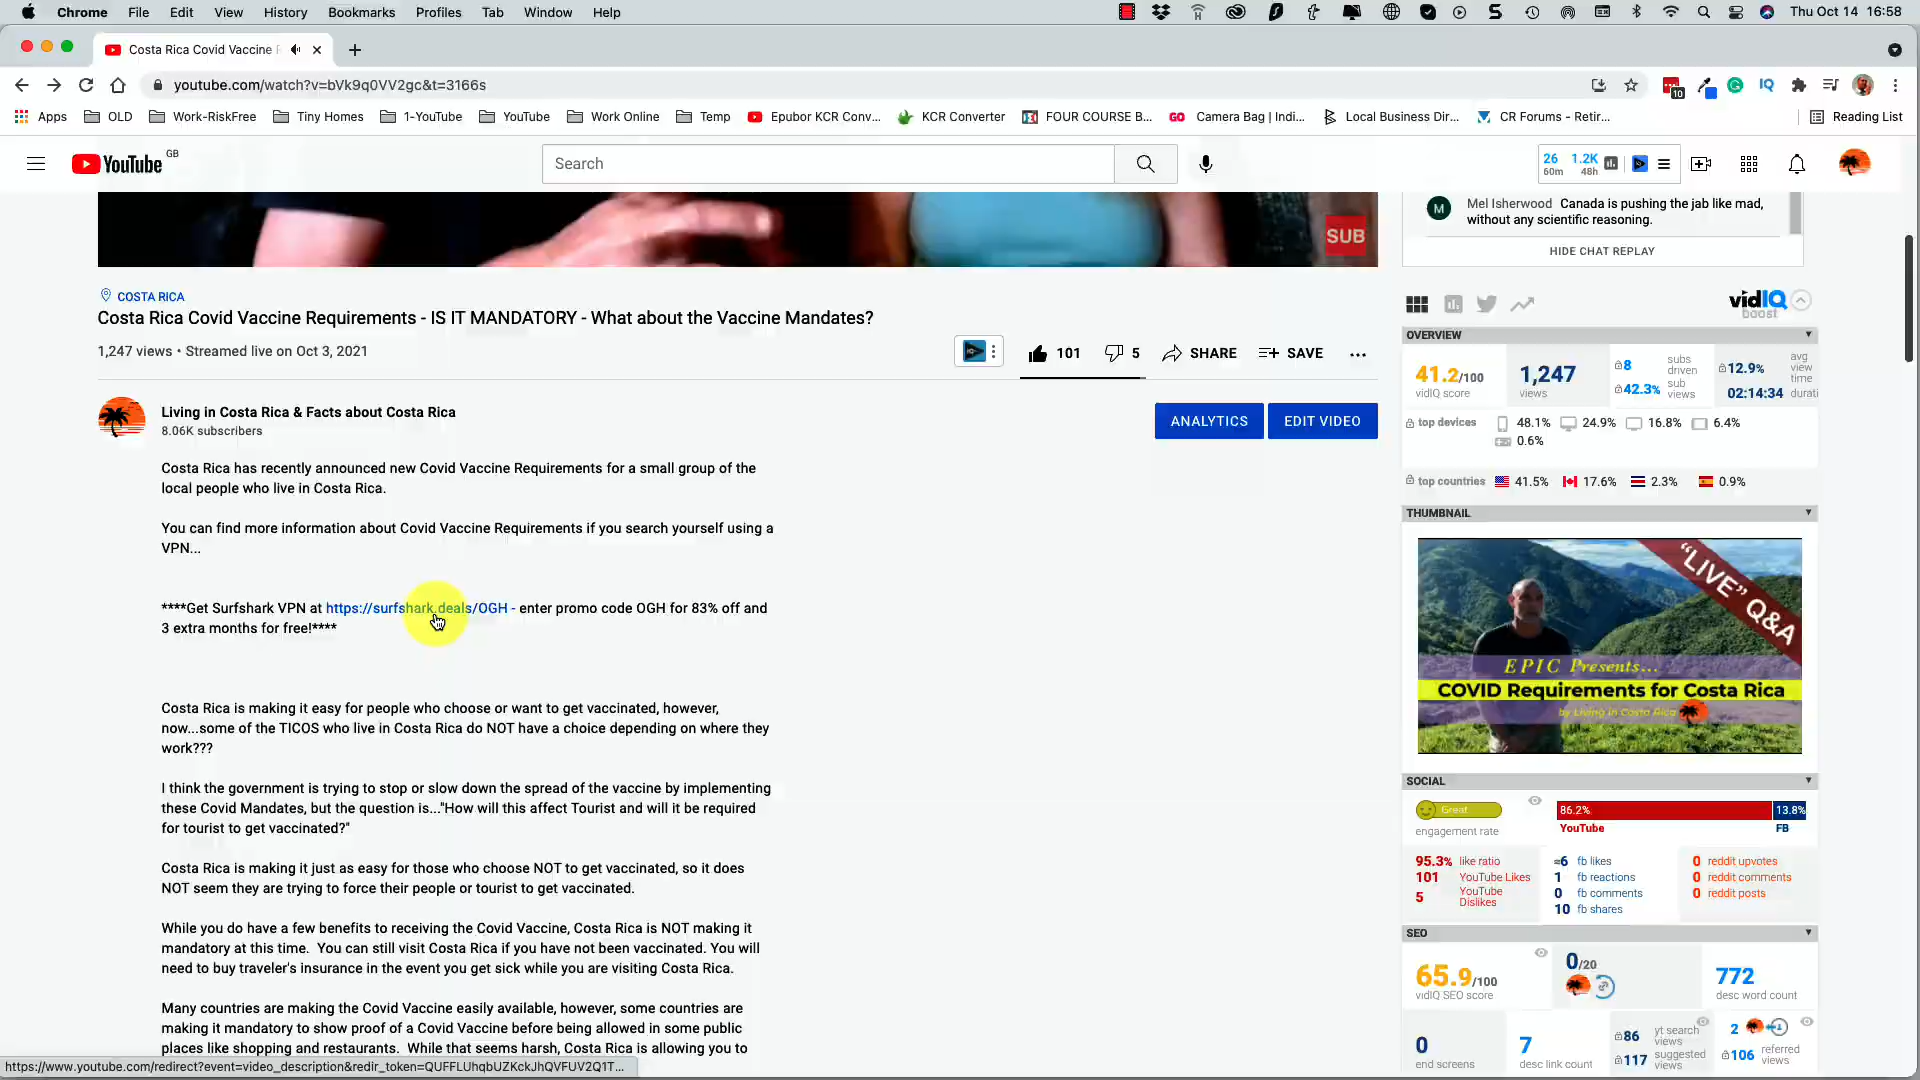 Chrome File Edit View History Bookmarks Profiles Tab Window Help
Thu Oct 14 16:58
Costa Rica Covid Vaccine R
youtube.com/watch?v=bVk9q0VV2gc&t=3166s
10
Apps OLD Work-RiskFree Tiny Homes 1-YouTube YouTube Work Online Temp Epubor KCR Conv... KCR Converter FOUR COURSE B... Camera Bag | Indi... Local Business Dir... CR Forums - Retir... Reading List
YouTube GB
Search
26 1.2K
60m 48h
Mel Isherwood Canada is pushing the jab like mad,
without any scientific reasoning.
HIDE CHAT REPLAY
SUB
COSTA RICA
Costa Rica Covid Vaccine Requirements - IS IT MANDATORY - What about the Vaccine Mandates?
1,247 views • Streamed live on Oct 3, 2021
101 5 SHARE SAVE ...
Living in Costa Rica & Facts about Costa Rica
8.06K subscribers
ANALYTICS EDIT VIDEO
Costa Rica has recently announced new Covid Vaccine Requirements for a small group of the
local people who live in Costa Rica.
You can find more information about Covid Vaccine Requirements if you search yourself using a
VPN...
****Get Surfshark VPN at https://surfshark.deals/OGH - enter promo code OGH for 83% off and
3 extra months for free!****
Costa Rica is making it easy for people who choose or want to get vaccinated, however,
now...some of the TICOS who live in Costa Rica do NOT have a choice depending on where they
work???
I think the government is trying to stop or slow down the spread of the vaccine by implementing
these Covid Mandates, but the question is..."How will this affect Tourist and will it be required
for tourist to get vaccinated?"
Costa Rica is making it just as easy for those who choose NOT to get vaccinated, so it does
NOT seem they are trying to force their people or tourist to get vaccinated.
While you do have a few benefits to receiving the Covid Vaccine, Costa Rica is NOT making it
mandatory at this time. You can still visit Costa Rica if you have not been vaccinated. You will
need to buy traveler's insurance in the event you get sick while you are visiting Costa Rica.
Many countries are making the Covid Vaccine easily available, however, some countries are
making it mandatory to show proof of a Covid Vaccine before being allowed in some public
places like shopping and restaurants. While that seems harsh, Costa Rica is allowing you to
https://www.youtube.com/redirect?event=video_description&redir_token=QUFFLUhqbUZKckJhQVFUV2Q1T...
vidIQ
boost
OVERVIEW
41.2/100
vidIQ score
1,247
views
8 subs driven
42.3% sub views
12.9% avg view time
02:14:34 durati
top devices 48.1% 24.9% 16.8% 6.4%
0.6%
top countries 41.5% 17.6% 2.3% 0.9%
THUMBNAIL
"LIVE" Q&A
EPIC Presents...
COVID Requirements for Costa Rica
by Living in Costa Rica
SOCIAL
Great
engagement rate
86.2% 13.8%
YouTube FB
95.3% like ratio
101 YouTube Likes
5 YouTube Dislikes
≈6 fb likes
1 fb reactions
0 fb comments
10 fb shares
0 reddit upvotes
0 reddit comments
0 reddit posts
SEO
65.9/100
vidIQ SEO score
0/20
772
desc word count
0
end screens
7
desc link count
86 yt search views
117 suggested views
2
106 referred views